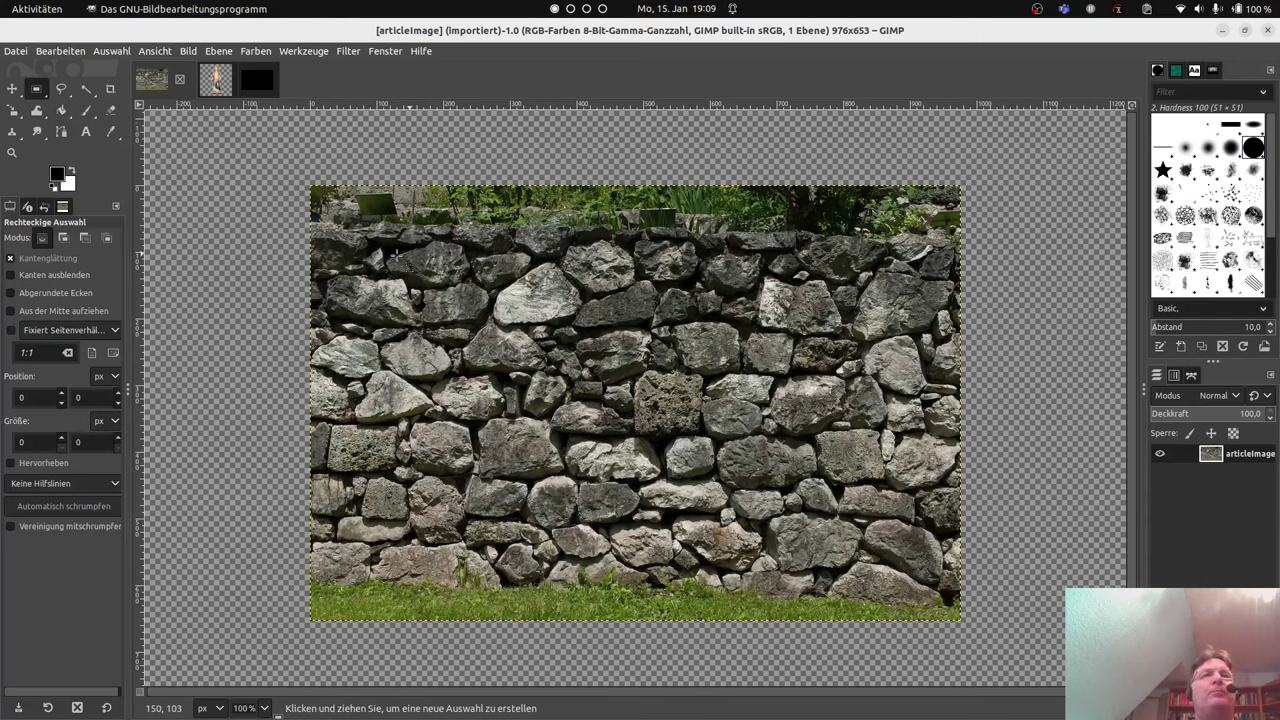 Aktivitäten
Das GNU-Bildbearbeitungsprogramm
Mo, 15. Jan 19:09
100 %
[articleImage] (importiert)-1.0 (RGB-Farben 8-Bit-Gamma-Ganzzahl, GIMP built-in sRGB, 1 Ebene) 976x653 – GIMP
Datei Bearbeiten Auswahl Ansicht Bild Ebene Farben Werkzeuge Filter Fenster Hilfe
Filter
2. Hardness 100 (51 × 51)
Rechteckige Auswahl
Modus:
Kantenglättung
Kanten ausblenden
Abgerundete Ecken
Aus der Mitte aufziehen
Fixiert Seitenverhäl...
1:1
Position:
px
0
0
Größe:
px
0
0
Hervorheben
Keine Hilfslinien
Automatisch schrumpfen
Vereinigung mitschrumpfer
Basic,
Abstand
10,0
Modus
Normal
Deckkraft
100,0
Sperre:
articleImage
150, 103
px
100 %
Klicken und ziehen Sie, um eine neue Auswahl zu erstellen